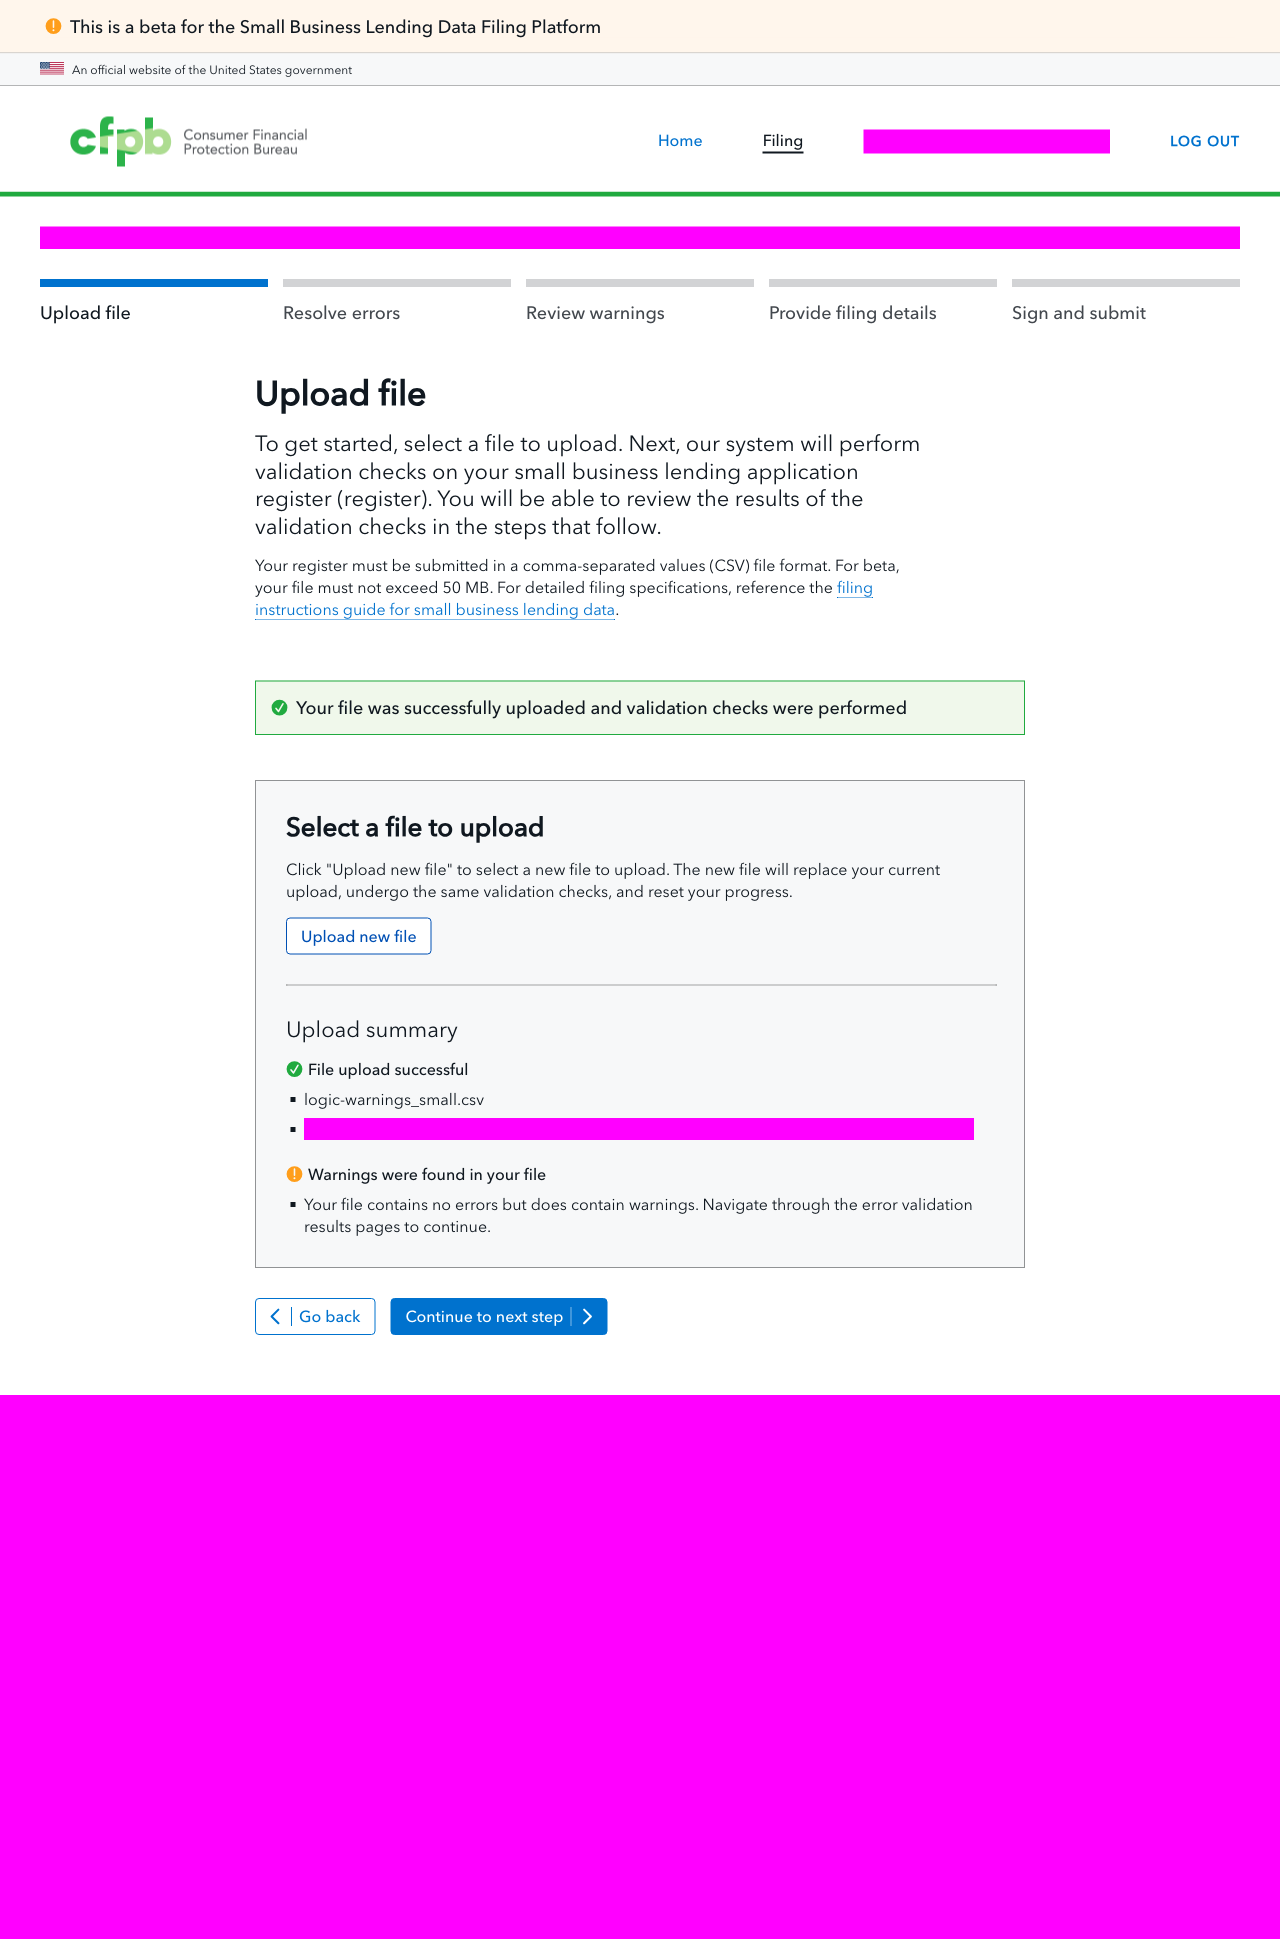 This is a beta for the Small Business Lending Data Filing Platform
An official website of the United States government
cfpb Consumer Financial Protection Bureau
Home
Filing
LOG OUT
Upload file
Resolve errors
Review warnings
Provide filing details
Sign and submit
Upload file
To get started, select a file to upload. Next, our system will perform
validation checks on your small business lending application
register (register). You will be able to review the results of the
validation checks in the steps that follow.
Your register must be submitted in a comma-separated values (CSV) file format. For beta,
your file must not exceed 50 MB. For detailed filing specifications, reference the filing
instructions guide for small business lending data.
Your file was successfully uploaded and validation checks were performed
Select a file to upload
Click "Upload new file" to select a new file to upload. The new file will replace your current
upload, undergo the same validation checks, and reset your progress.
Upload new file
Upload summary
File upload successful
logic-warnings_small.csv
Warnings were found in your file
Your file contains no errors but does contain warnings. Navigate through the error validation
results pages to continue.
Go back
Continue to next step